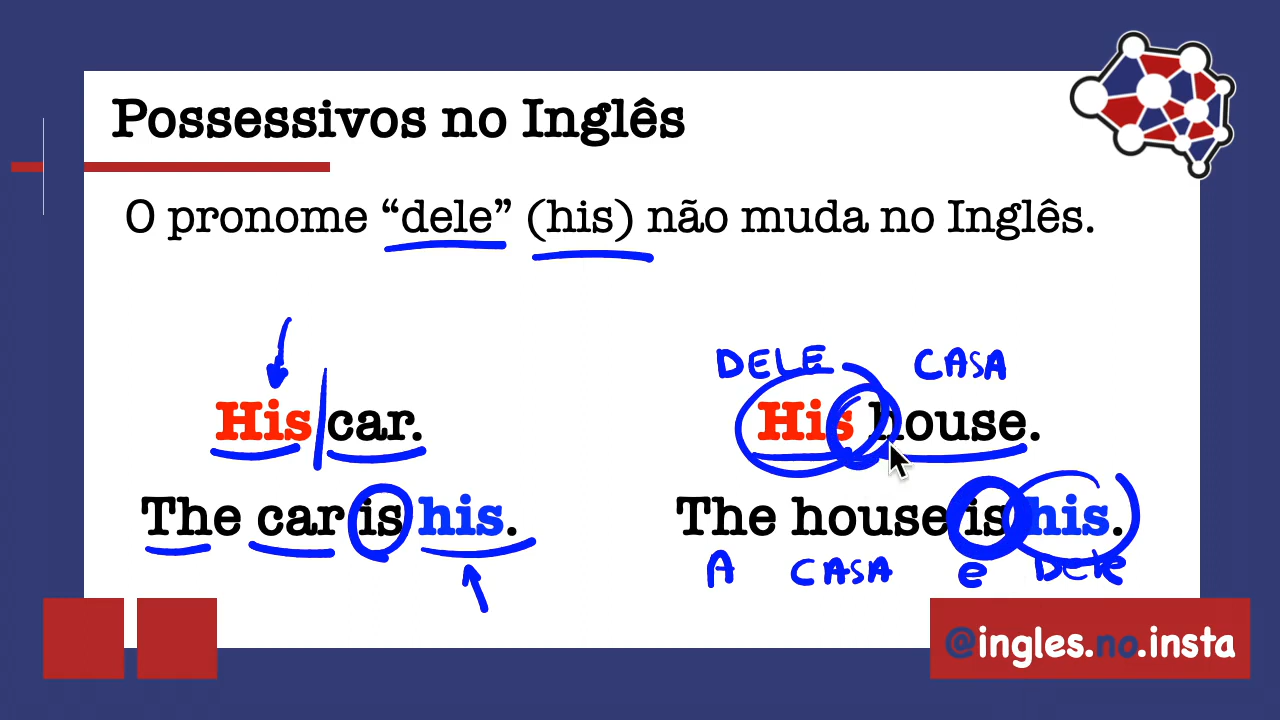 Possessivos no Inglês
O pronome “dele” (his) não muda no Inglês.
DELE CASA
His car.
His house.
The car is his.
The house is his.
A CASA e Dele
@ingles.no.insta